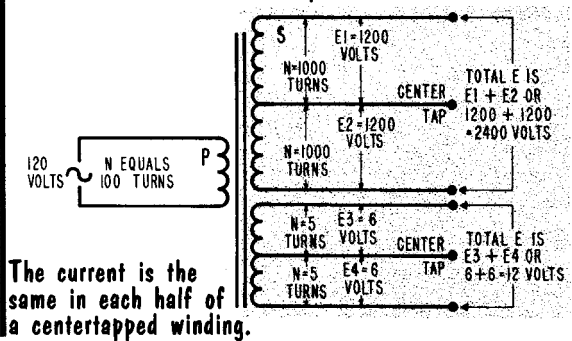 S
E1=1200
VOLTS
N=1000
TURNS
CENTER
TAP
TOTAL E IS
E1 + E2 OR
1200 + 1200
=2400 VOLTS
E2=1200
VOLTS
N=1000
TURNS
120
VOLTS
N EQUALS
100 TURNS
P
N=5
TURNS
E3=6
VOLTS
CENTER
TAP
TOTAL E IS
E3 + E4 OR
6+6=12 VOLTS
N=5
TURNS
E4=6
VOLTS
The current is the
same in each half of
a centertapped winding.